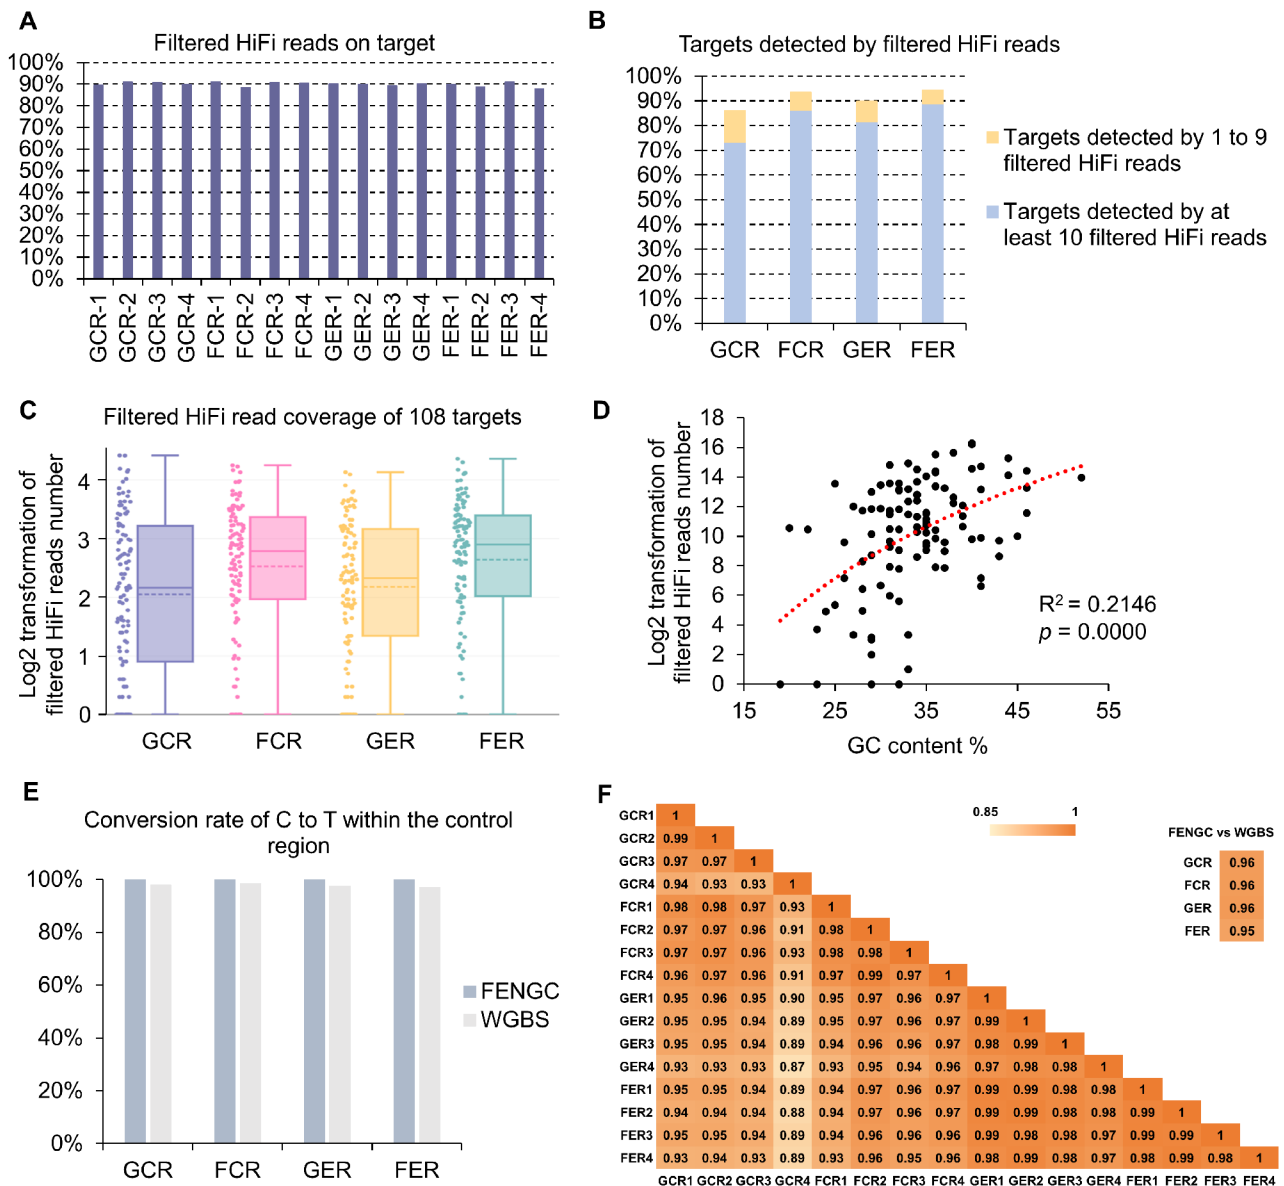 A
Filtered HiFi reads on target
100%
90%
80%
70%
60%
50%
40%
30%
20%
10%
0%
GCR-1
GCR-2
GCR-3
GCR-4
FCR-1
FCR-2
FCR-3
FCR-4
GER-1
GER-2
GER-3
GER-4
FER-1
FER-2
FER-3
FER-4
B
Targets detected by filtered HiFi reads
100%
90%
80%
70%
60%
50%
40%
30%
20%
10%
0%
GCR FCR GER FER
Targets detected by 1 to 9
filtered HiFi reads
Targets detected by at
least 10 filtered HiFi reads
C
Filtered HiFi read coverage of 108 targets
Log2 transformation of
filtered HiFi reads number
4
3
2
1
0
GCR FCR GER FER
D
Log2 transformation of
filtered HiFi reads number
18
16
14
12
10
8
6
4
2
0
R² = 0.2146
p = 0.0000
15 25 35 45 55
GC content %
E
Conversion rate of C to T within the control
region
100%
80%
60%
40%
20%
0%
GCR FCR GER FER
FENGC
WGBS
F
0.85 1
FENGC vs WGBS
GCR 0.96
FCR 0.96
GER 0.96
FER 0.95
GCR1 1
GCR2 0.99 1
GCR3 0.97 0.97 1
GCR4 0.94 0.93 0.93 1
FCR1 0.98 0.98 0.97 0.93 1
FCR2 0.97 0.97 0.96 0.91 0.98 1
FCR3 0.97 0.97 0.96 0.93 0.98 0.98 1
FCR4 0.96 0.97 0.96 0.91 0.97 0.99 0.97 1
GER1 0.95 0.96 0.95 0.90 0.95 0.97 0.96 0.97 1
GER2 0.95 0.95 0.94 0.89 0.95 0.97 0.96 0.97 0.99 1
GER3 0.95 0.95 0.94 0.89 0.94 0.96 0.96 0.97 0.98 0.99 1
GER4 0.93 0.93 0.93 0.87 0.93 0.95 0.94 0.96 0.97 0.98 0.98 1
FER1 0.95 0.95 0.94 0.89 0.94 0.97 0.96 0.97 0.99 0.99 0.98 0.98 1
FER2 0.94 0.94 0.94 0.88 0.94 0.97 0.96 0.97 0.99 0.99 0.98 0.98 0.99 1
FER3 0.95 0.95 0.94 0.89 0.94 0.96 0.96 0.96 0.99 0.98 0.98 0.97 0.99 0.99 1
FER4 0.93 0.94 0.93 0.89 0.93 0.96 0.95 0.96 0.98 0.99 0.98 0.97 0.98 0.99 0.98 1
GCR1 GCR2 GCR3 GCR4 FCR1 FCR2 FCR3 FCR4 GER1 GER2 GER3 GER4 FER1 FER2 FER3 FER4